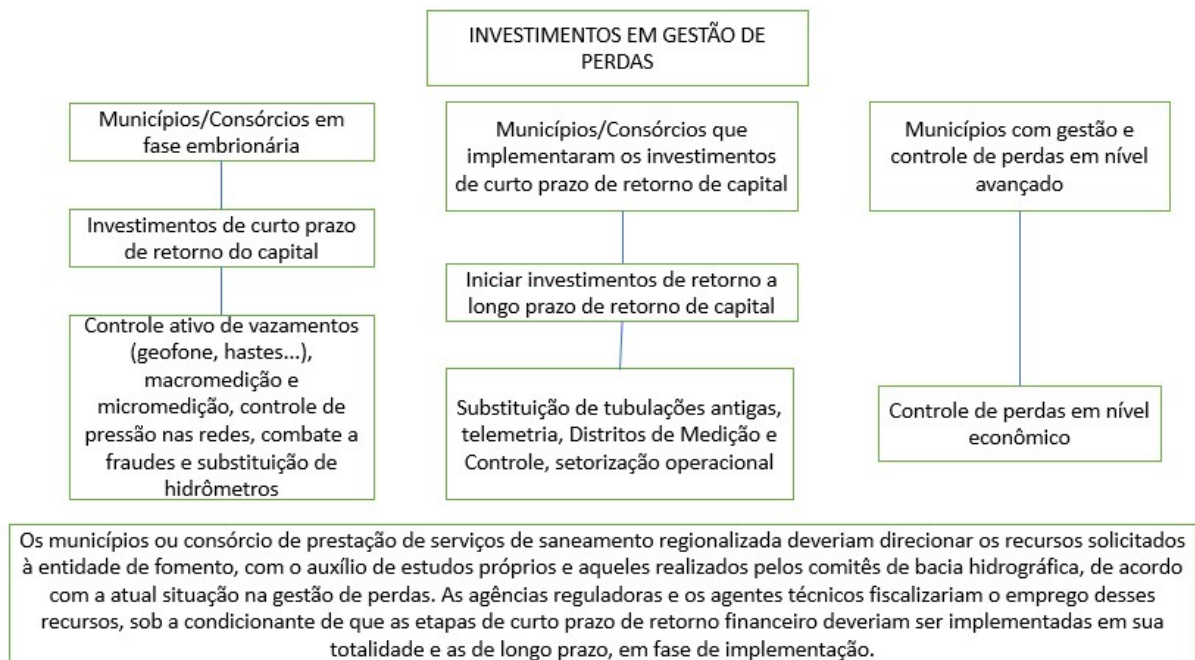 INVESTIMENTOS EM GESTÃO DE
PERDAS
Municípios/Consórcios em
fase embrionária
Investimentos de curto prazo
de retorno do capital
Controle ativo de vazamentos
(geofone, hastes...),
macromedição e
micromedição, controle de
pressão nas redes, combate a
fraudes e substituição de
hidrômetros
Municípios/Consórcios que
implementaram os investimentos
de curto prazo de retorno de capital
Iniciar investimentos de retorno a
longo prazo de retorno de capital
Substituição de tubulações antigas,
telemetria, Distritos de Medição e
Controle, setorização operacional
Municípios com gestão e
controle de perdas em nível
avançado
Controle de perdas em nível
econômico
Os municípios ou consórcio de prestação de serviços de saneamento regionalizada deveriam direcionar os recursos solicitados
à entidade de fomento, com o auxílio de estudos próprios e aqueles realizados pelos comitês de bacia hidrográfica, de acordo
com a atual situação na gestão de perdas. As agências reguladoras e os agentes técnicos fiscalizariam o emprego desses
recursos, sob a condicionante de que as etapas de curto prazo de retorno financeiro deveriam ser implementadas em sua
totalidade e as de longo prazo, em fase de implementação.